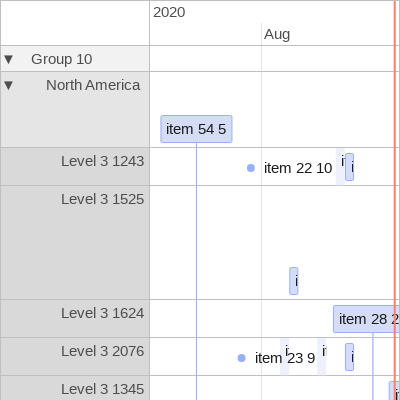 2020
Aug
▼ Group 10
▼ North America
item 54 5
Level 3 1243
item 22 10
i
i
Level 3 1525
i
Level 3 1624
item 28 2
Level 3 2076
item 23 9
i
i
i
Level 3 1345
i